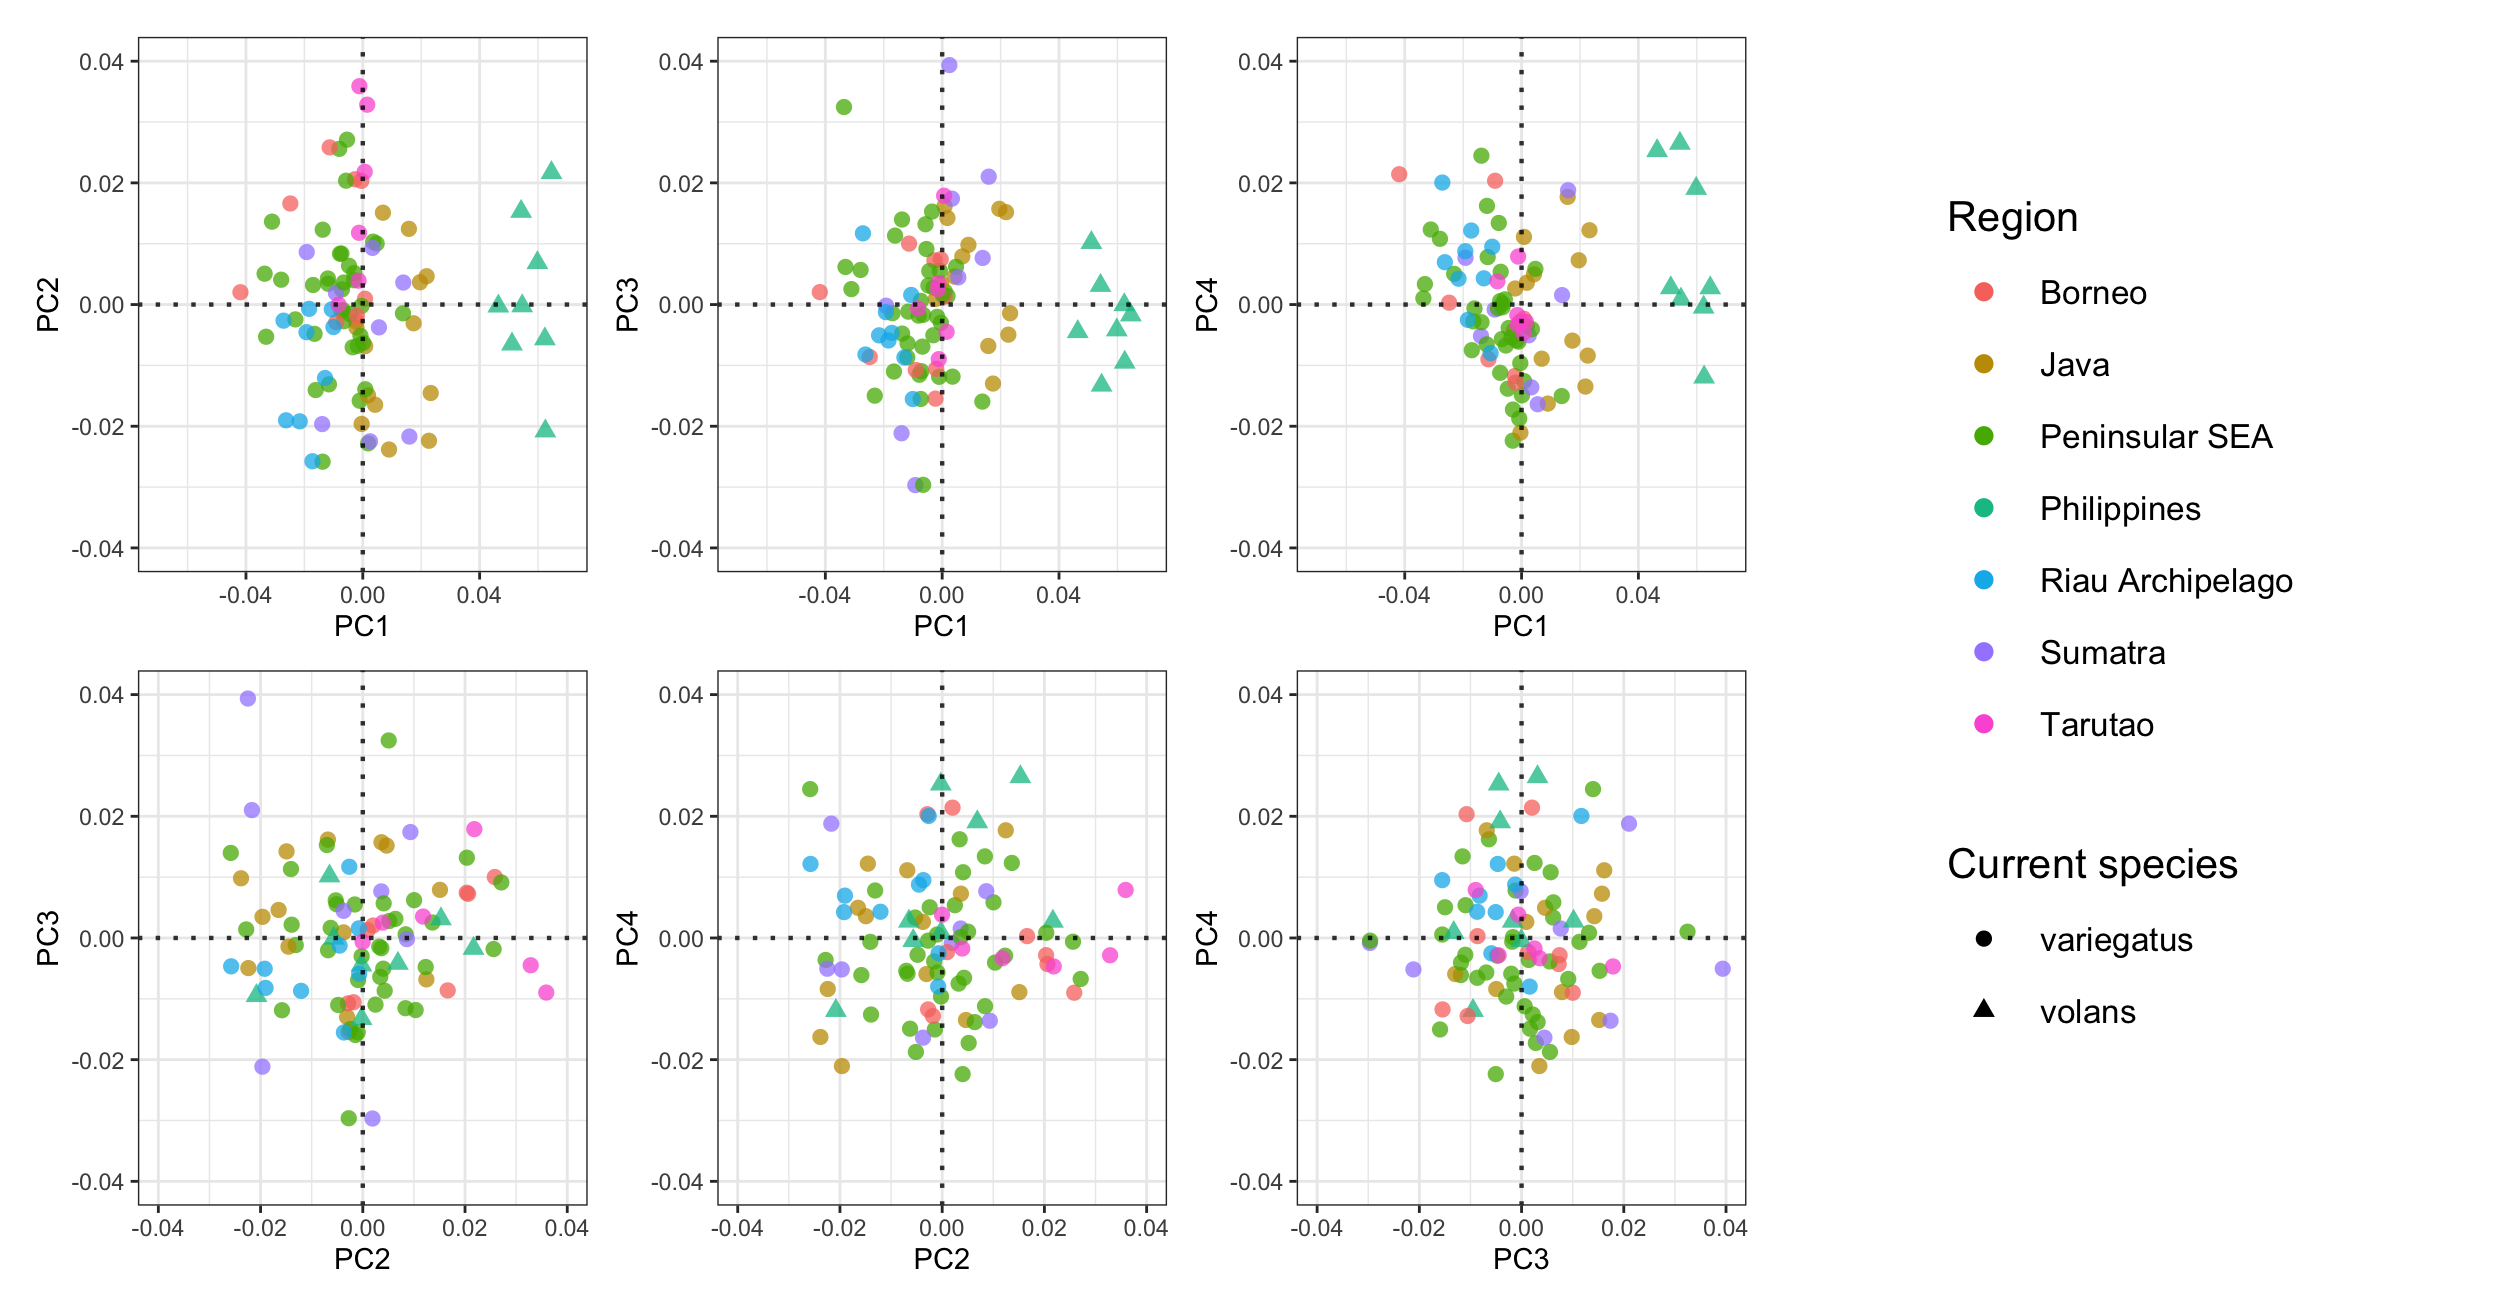 0.04
0.02
0.00
-0.02
-0.04
PC2
-0.04 0.00 0.04
PC1
0.04
0.02
0.00
-0.02
-0.04
PC3
-0.04 0.00 0.04
PC1
0.04
0.02
0.00
-0.02
-0.04
PC4
-0.04 0.00 0.04
PC1
0.04
0.02
0.00
-0.02
-0.04
PC3
-0.04 -0.02 0.00 0.02 0.04
PC2
0.04
0.02
0.00
-0.02
-0.04
PC4
-0.04 -0.02 0.00 0.02 0.04
PC2
0.04
0.02
0.00
-0.02
-0.04
PC4
-0.04 -0.02 0.00 0.02 0.04
PC3
Region
Borneo
Java
Peninsular SEA
Philippines
Riau Archipelago
Sumatra
Tarutao
Current species
variegatus
volans